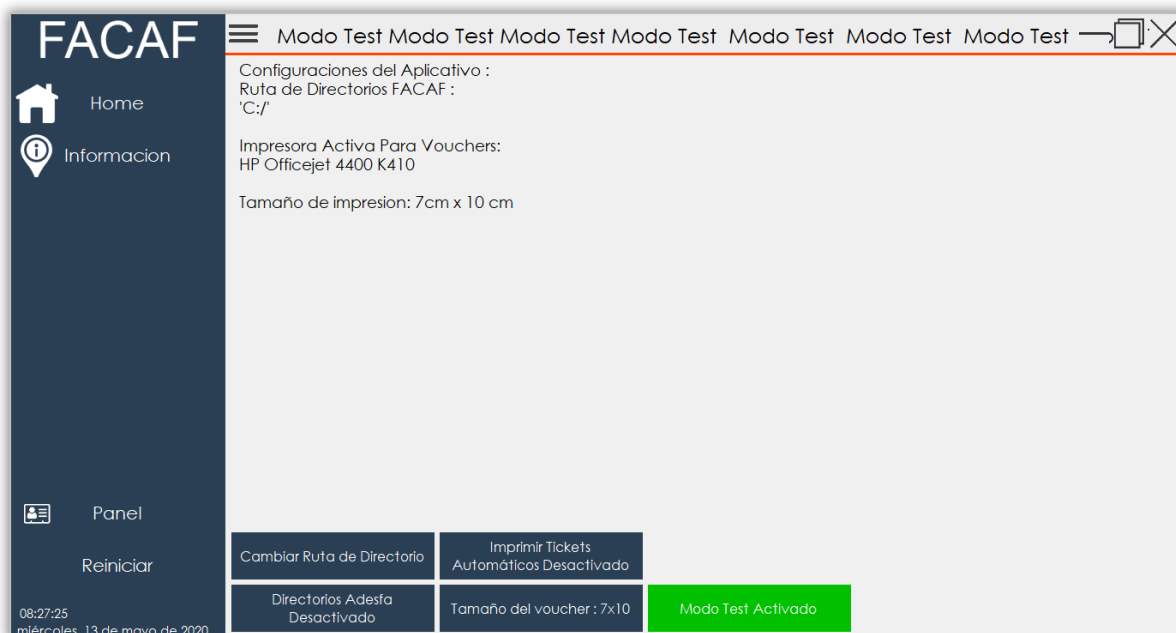 FACAF
Modo Test Modo Test Modo Test Modo Test Modo Test Modo Test Modo Test
Home
Informacion
Configuraciones del Aplicativo :
Ruta de Directorios FACAF :
'C:/'
Impresora Activa Para Vouchers:
HP Officejet 4400 K410
Tamaño de impresion: 7cm x 10 cm
Panel
Reiniciar
08:27:25
miércoles, 13 de mayo de 2020
Cambiar Ruta de Directorio
Imprimir Tickets
Automáticos Desactivado
Directorios Adesfa
Desactivado
Tamaño del voucher : 7x10
Modo Test Activado